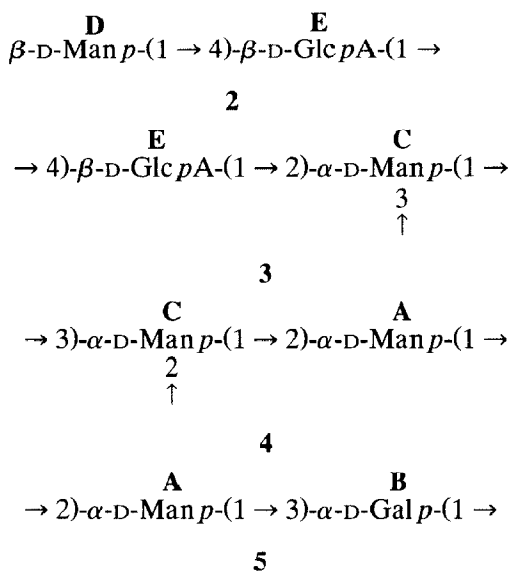 D E
β-D-Manp-(1 → 4)-β-D-GlcpA-(1 →
2
E C
→ 4)-β-D-GlcpA-(1 → 2)-α-D-Manp-(1 →
3
↑
3
C A
→ 3)-α-D-Manp-(1 → 2)-α-D-Manp-(1 →
2
↑
4
A B
→ 2)-α-D-Manp-(1 → 3)-α-D-Galp-(1 →
5